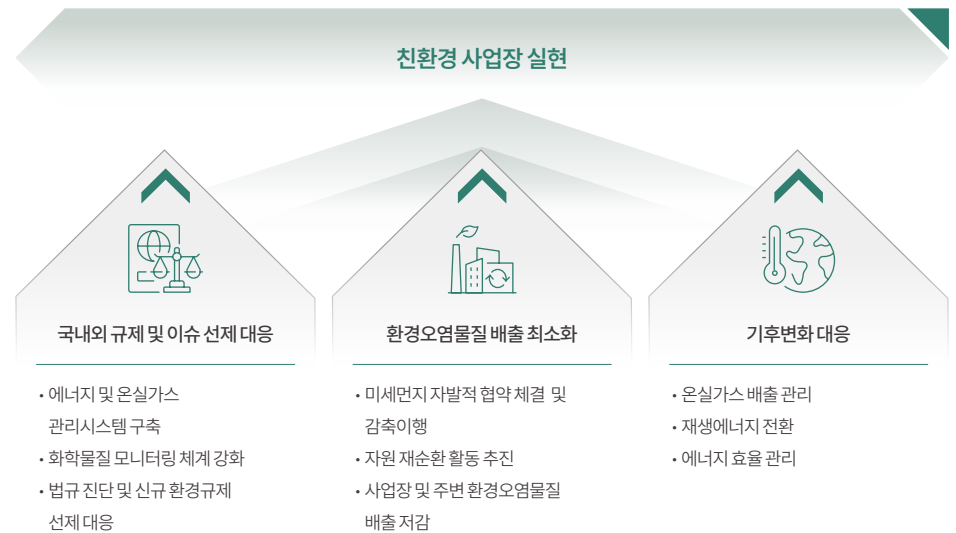 친환경 사업장 실현
국내외 규제 및 이슈 선제 대응
• 에너지 및 온실가스
관리시스템 구축
• 화학물질 모니터링 체계 강화
• 법규 진단 및 신규 환경규제
선제 대응
환경오염물질 배출 최소화
• 미세먼지 자발적 협약 체결 및
감축이행
• 자원 재순환 활동 추진
• 사업장 및 주변 환경오염물질
배출 저감
기후변화 대응
• 온실가스 배출 관리
• 재생에너지 전환
• 에너지 효율 관리